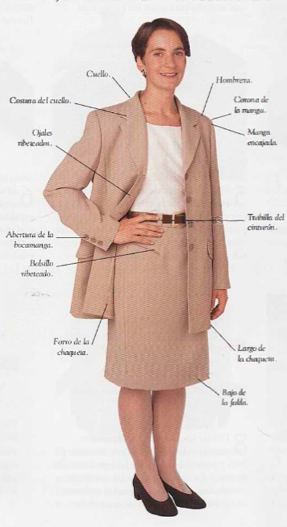 Cuello.
Hombrera.
Costura del cuello.
Corona de
la manga.
Ojales
ribeteados.
Manga
encajada.
Trabilla del
cinturón.
Abertura de la
bocamanga.
Bolsillo
ribeteado.
Forro de la
chaqueta.
Largo de
la chaqueta.
Bajo de
la falda.